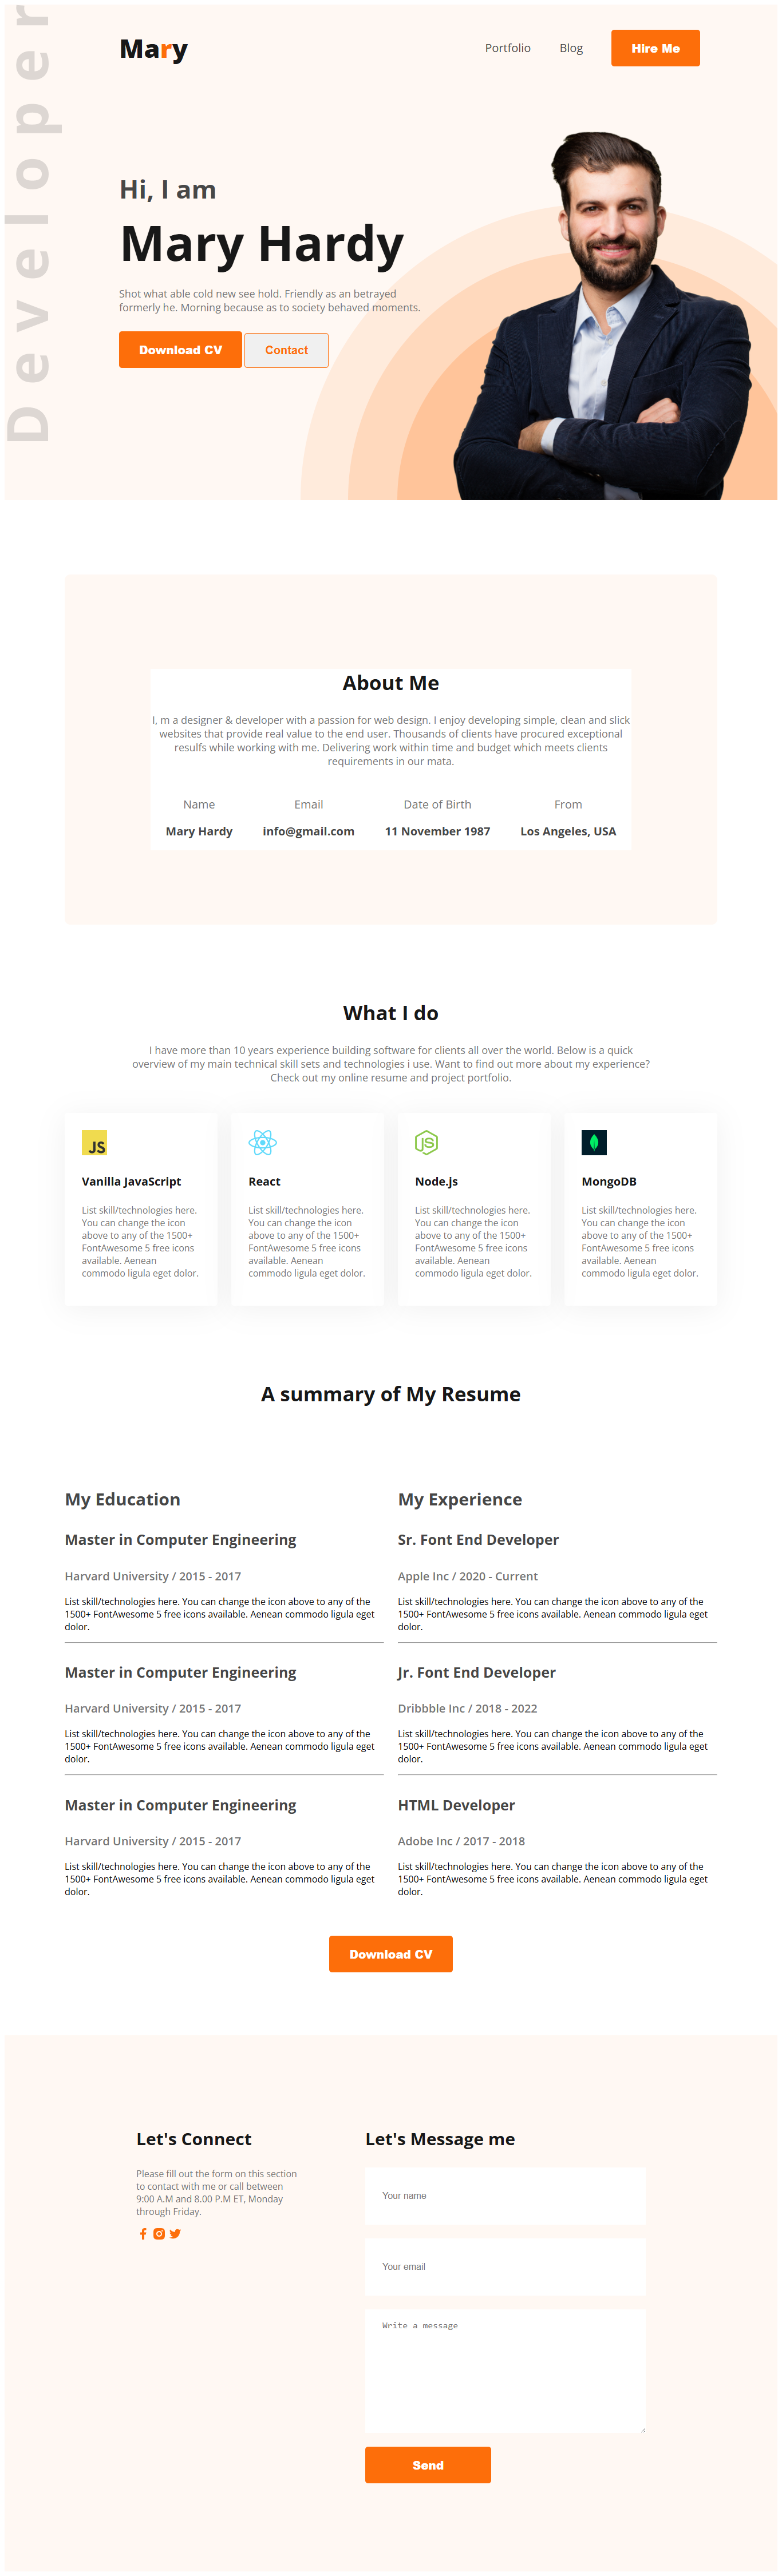 Developer
Mary
Portfolio
Blog
Hire Me
Hi, I am
Mary Hardy
Shot what able cold new see hold. Friendly as an betrayed
formerly he. Morning because as to society behaved moments.
Download CV
Contact
About Me
I, m a designer & developer with a passion for web design. I enjoy developing simple, clean and slick
websites that provide real value to the end user. Thousands of clients have procured exceptional
resulfs while working with me. Delivering work within time and budget which meets clients
requirements in our mata.
Name
Mary Hardy
Email
info@gmail.com
Date of Birth
11 November 1987
From
Los Angeles, USA
What I do
I have more than 10 years experience building software for clients all over the world. Below is a quick
overview of my main technical skill sets and technologies i use. Want to find out more about my experience?
Check out my online resume and project portfolio.
JS
Vanilla JavaScript
List skill/technologies here.
You can change the icon
above to any of the 1500+
FontAwesome 5 free icons
available. Aenean
commodo ligula eget dolor.
React
List skill/technologies here.
You can change the icon
above to any of the 1500+
FontAwesome 5 free icons
available. Aenean
commodo ligula eget dolor.
JS
Node.js
List skill/technologies here.
You can change the icon
above to any of the 1500+
FontAwesome 5 free icons
available. Aenean
commodo ligula eget dolor.
MongoDB
List skill/technologies here.
You can change the icon
above to any of the 1500+
FontAwesome 5 free icons
available. Aenean
commodo ligula eget dolor.
A summary of My Resume
My Education
Master in Computer Engineering
Harvard University / 2015 - 2017
List skill/technologies here. You can change the icon above to any of the
1500+ FontAwesome 5 free icons available. Aenean commodo ligula eget
dolor.
Master in Computer Engineering
Harvard University / 2015 - 2017
List skill/technologies here. You can change the icon above to any of the
1500+ FontAwesome 5 free icons available. Aenean commodo ligula eget
dolor.
Master in Computer Engineering
Harvard University / 2015 - 2017
List skill/technologies here. You can change the icon above to any of the
1500+ FontAwesome 5 free icons available. Aenean commodo ligula eget
dolor.
My Experience
Sr. Font End Developer
Apple Inc / 2020 - Current
List skill/technologies here. You can change the icon above to any of the
1500+ FontAwesome 5 free icons available. Aenean commodo ligula eget
dolor.
Jr. Font End Developer
Dribbble Inc / 2018 - 2022
List skill/technologies here. You can change the icon above to any of the
1500+ FontAwesome 5 free icons available. Aenean commodo ligula eget
dolor.
HTML Developer
Adobe Inc / 2017 - 2018
List skill/technologies here. You can change the icon above to any of the
1500+ FontAwesome 5 free icons available. Aenean commodo ligula eget
dolor.
Download CV
Let's Connect
Please fill out the form on this section
to contact with me or call between
9:00 A.M and 8.00 P.M ET, Monday
through Friday.
Let's Message me
Your name
Your email
Write a message
Send